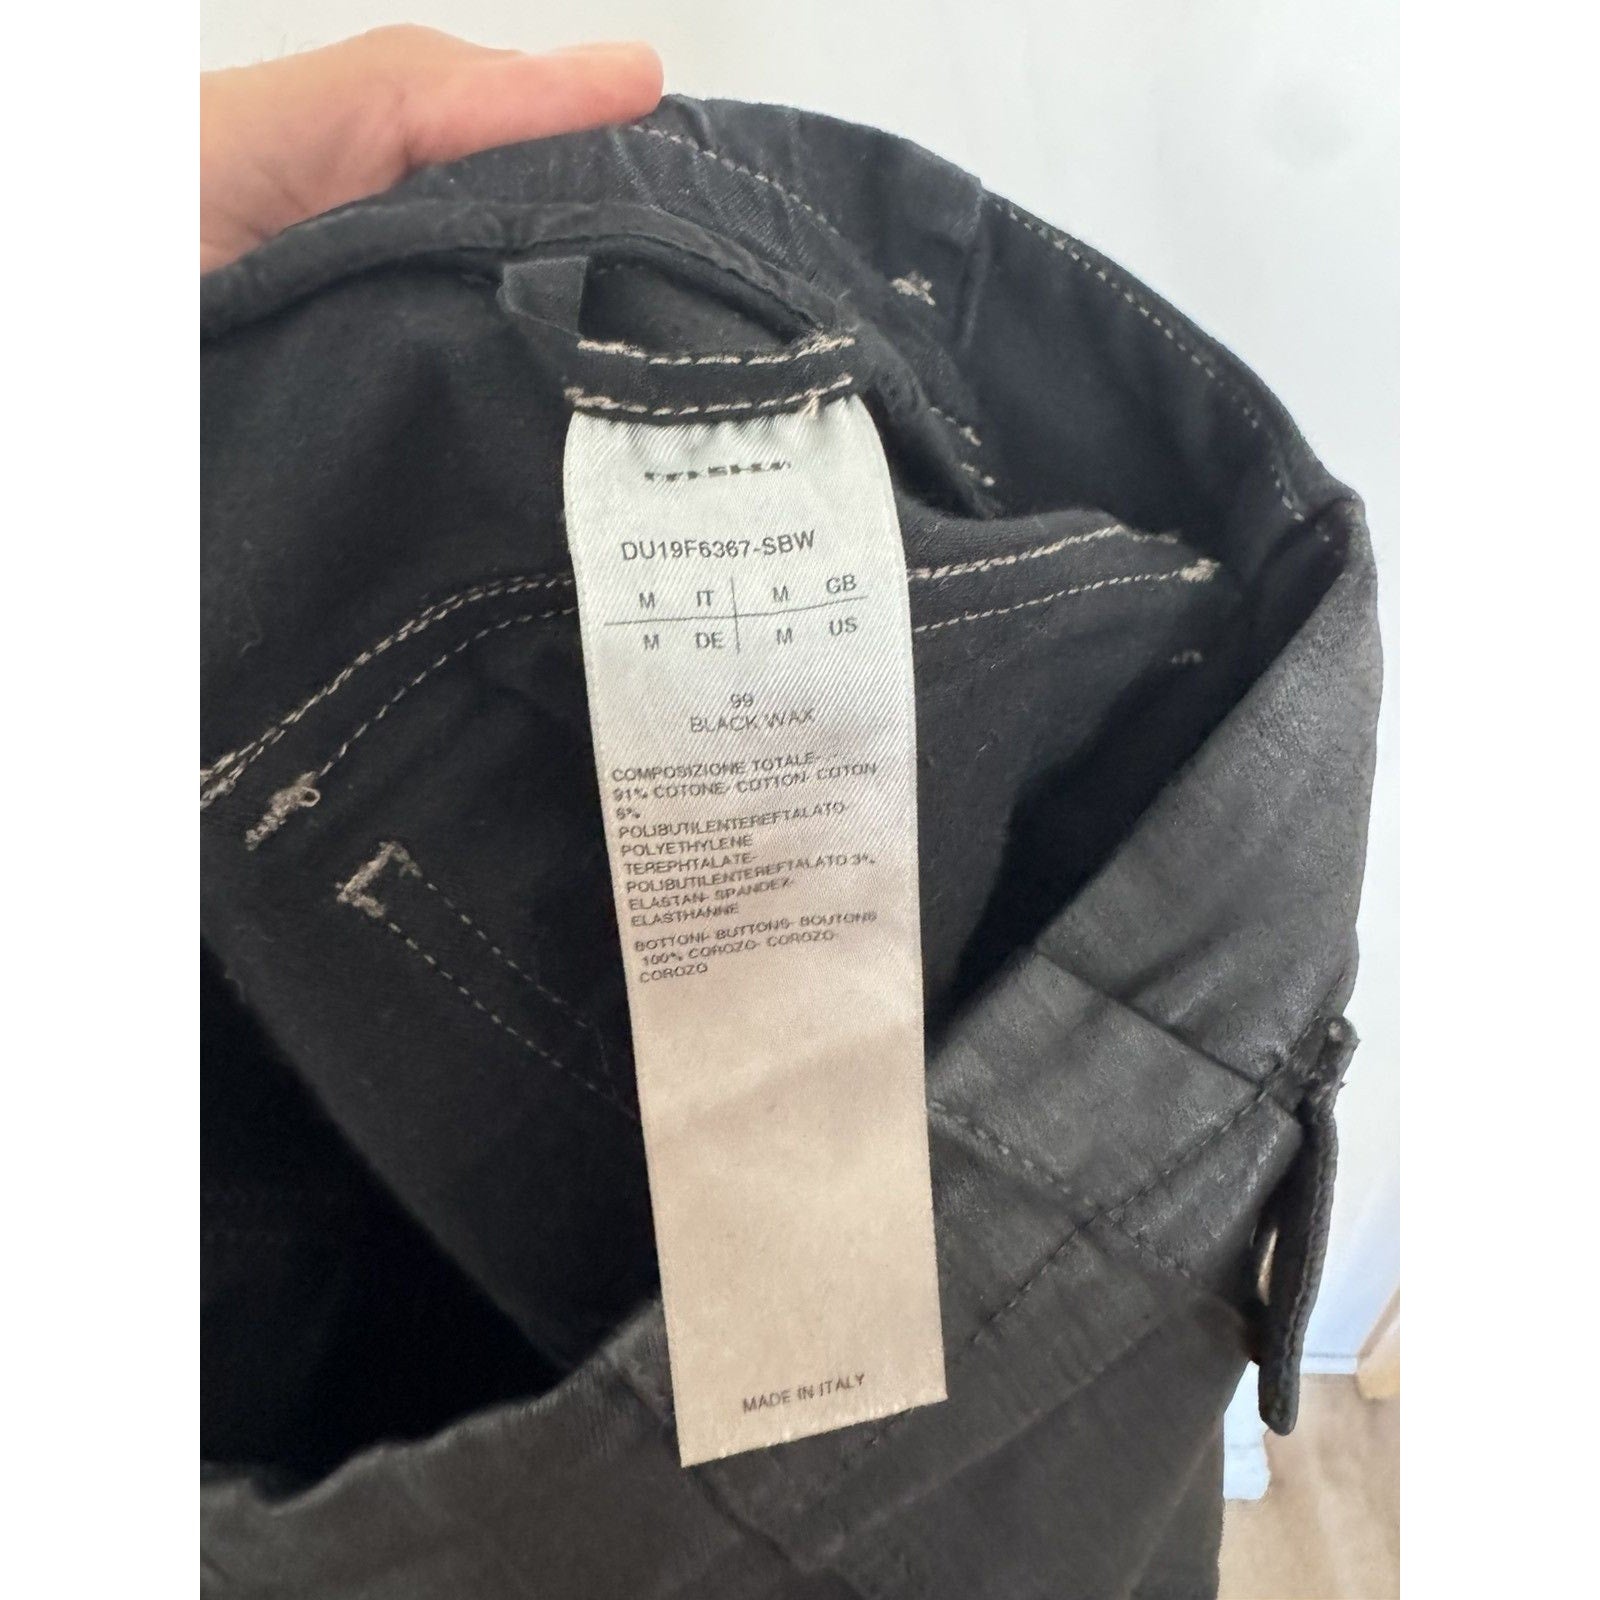 DU19F6367-SBW
M IT M GB
M DE M US
99
BLACK WAX
COMPOSIZIONE TOTALE-
91% COTONE- COTTON- COTON
6%
POLIBUTILENTEREFTALATO-
POLYETHYLENE
TEREPHTALATE-
POLIBUTILENTEREFTALATO 3%
ELASTAN- SPANDEX-
ELASTHANNE
BOTTONI- BUTTONS- BOUTONS
100% COROZO- COROZO-
COROZO
MADE IN ITALY